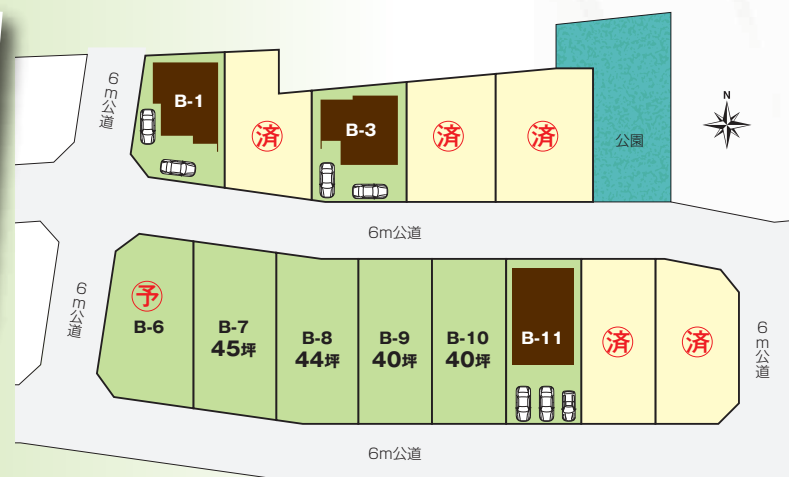 6m公道
B-1
済
B-3
済
済
公園
N
6m公道
6m公道
予
B-6
B-7
45坪
B-8
44坪
B-9
40坪
B-10
40坪
B-11
済
済
6m公道
6m公道